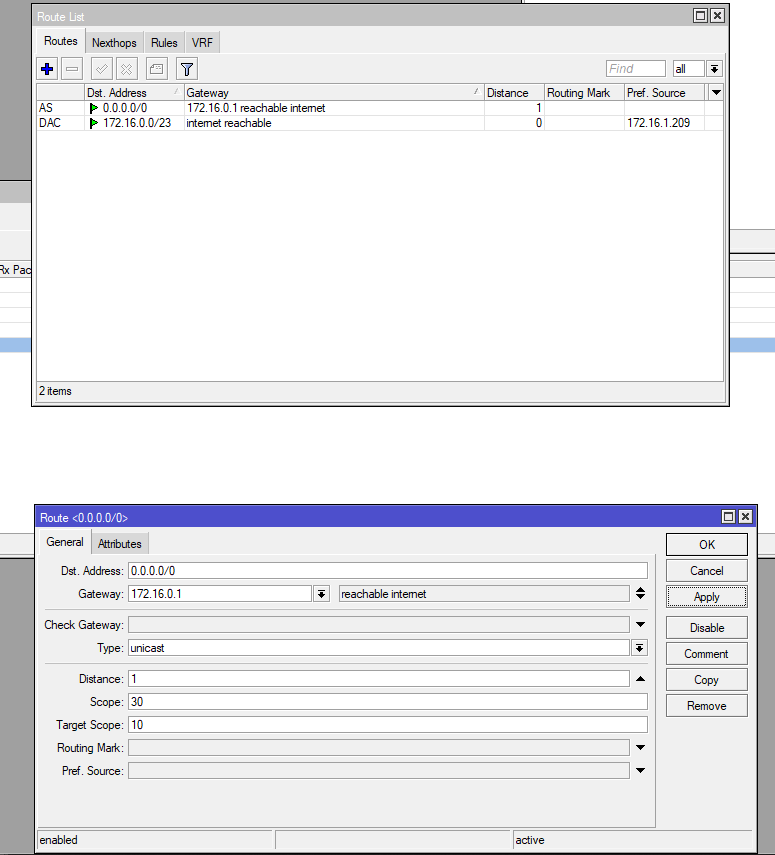 Route List
Routes Nexthops Rules VRF
Find all
Dst. Address Gateway Distance Routing Mark Pref. Source
AS 0.0.0.0/0 172.16.0.1 reachable internet 1
DAC 172.16.0.0/23 internet reachable 0 172.16.1.209
Rx Pac
2 items
Route <0.0.0.0/0>
General Attributes
OK
Dst. Address: 0.0.0.0/0
Cancel
Gateway: 172.16.0.1 reachable internet
Apply
Check Gateway:
Disable
Type: unicast
Comment
Distance: 1
Copy
Scope: 30
Remove
Target Scope: 10
Routing Mark:
Pref. Source:
enabled active